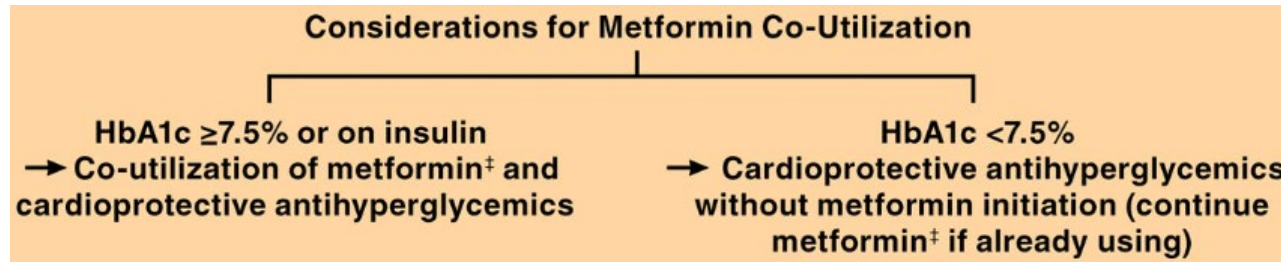 Considerations for Metformin Co-Utilization
HbA1c ≥7.5% or on insulin
→ Co-utilization of metformin‡ and
cardioprotective antihyperglycemics
HbA1c <7.5%
→ Cardioprotective antihyperglycemics
without metformin initiation (continue
metformin‡ if already using)